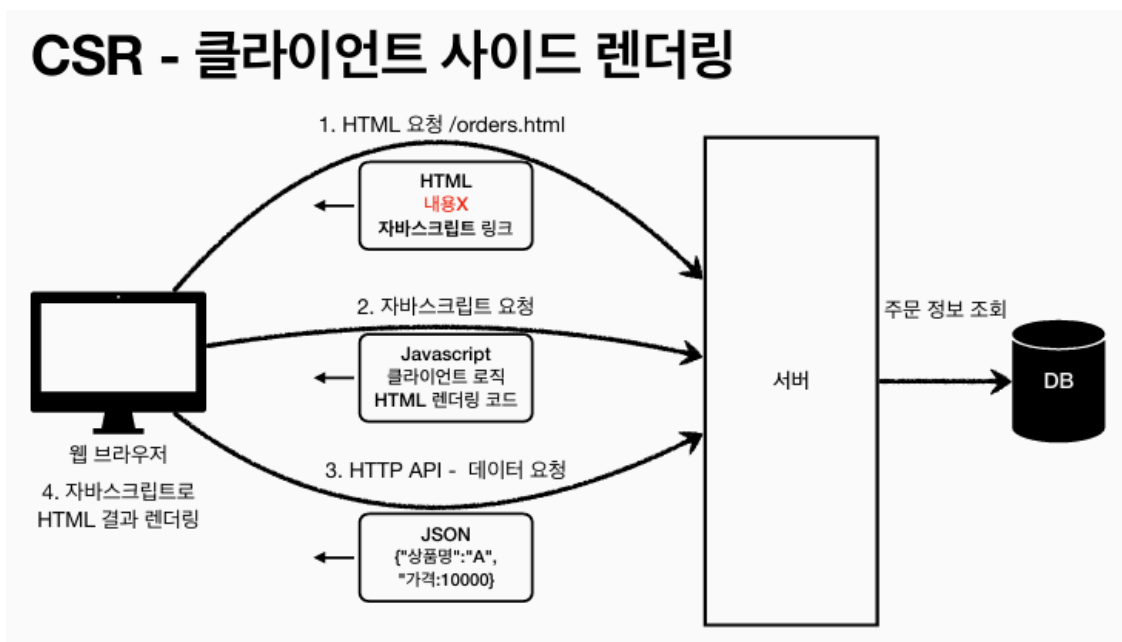 CSR - 클라이언트 사이드 렌더링
1. HTML 요청 /orders.html
HTML
내용X
자바스크립트 링크
2. 자바스크립트 요청
Javascript
클라이언트 로직
HTML 렌더링 코드
주문 정보 조회
서버
DB
웹 브라우저
4. 자바스크립트로
HTML 결과 렌더링
3. HTTP API - 데이터 요청
JSON
{"상품명":"A",
"가격:10000}